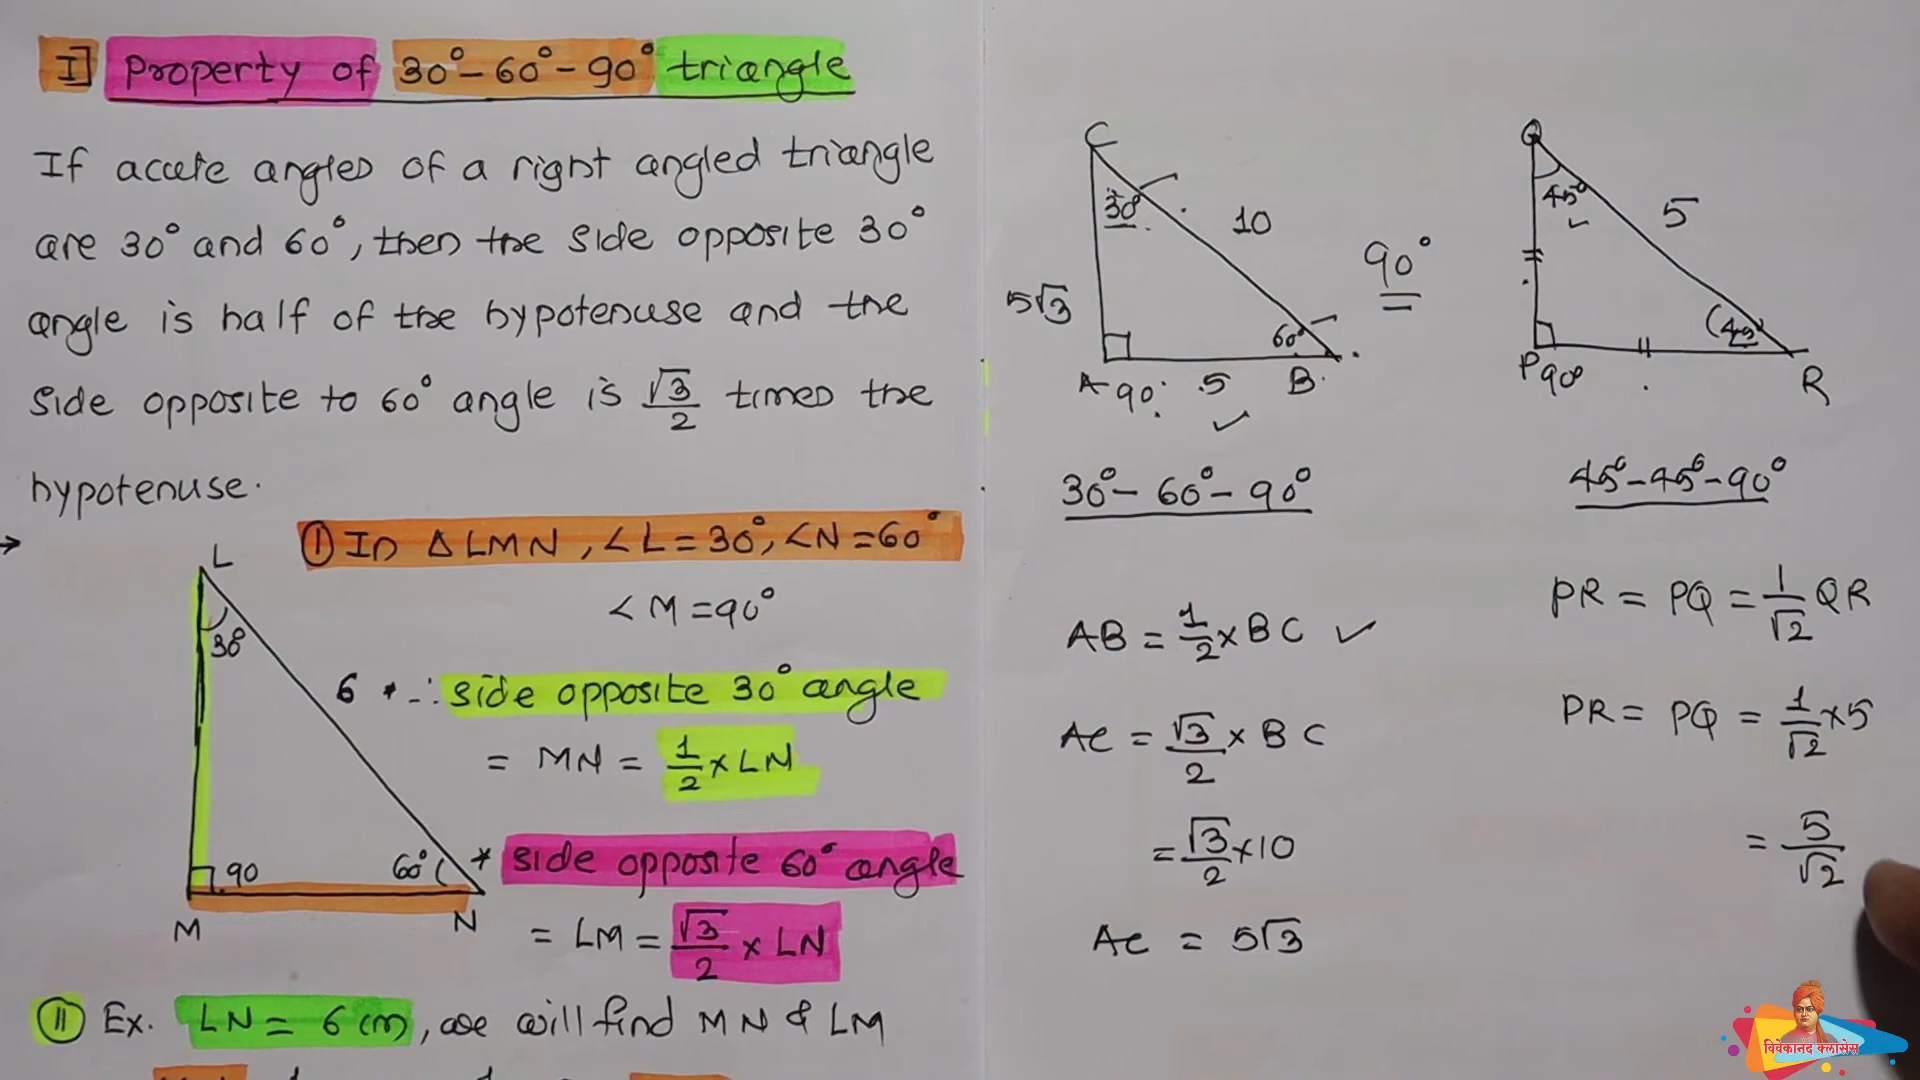 I] Property of 30°-60°-90° triangle
If acute angles of a right angled triangle
are 30° and 60°, then the side opposite 30°
angle is half of the hypotenuse and the
side opposite to 60° angle is √3/2 times the
hypotenuse.
① In △LMN, ∠L=30°, ∠N=60°
∠M=90°
L
30°
6
* ∴ side opposite 30° angle
= MN = 1/2 × LN
90
60°
* side opposite 60° angle
M
N
= LM = √3/2 × LN
② Ex. LN = 6 cm, we will find MN & LM
C
30°
10
5√3
90°
60°
A 90° 5 B
30°-60°-90°
AB = 1/2 × BC ✓
AC = √3/2 × BC
= √3/2 × 10
AC = 5√3
Q
45°
5
45
P 90°
R
45°-45°-90°
PR = PQ = 1/√2 QR
PR = PQ = 1/√2 × 5
= 5/√2
विवेकानंद क्लासेस